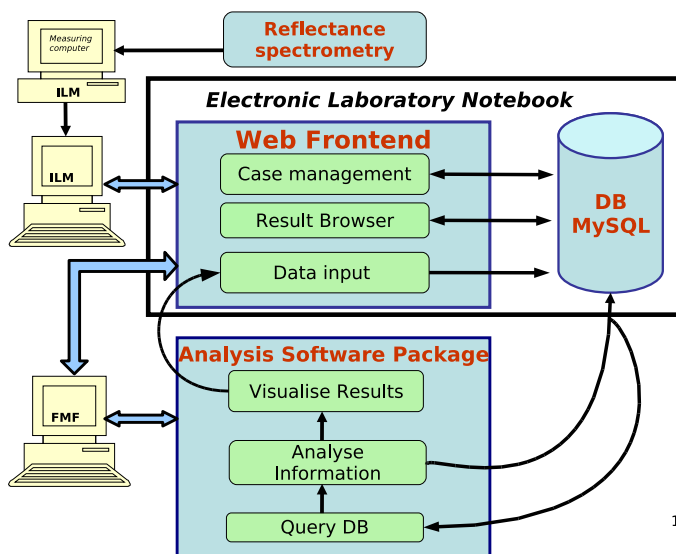 Measuring
computer
ILM
Reflectance
spectrometry
Electronic Laboratory Notebook
Web Frontend
ILM
Case management
Result Browser
Data input
DB
MySQL
Analysis Software Package
Visualise Results
FMF
Analyse
Information
Query DB
1